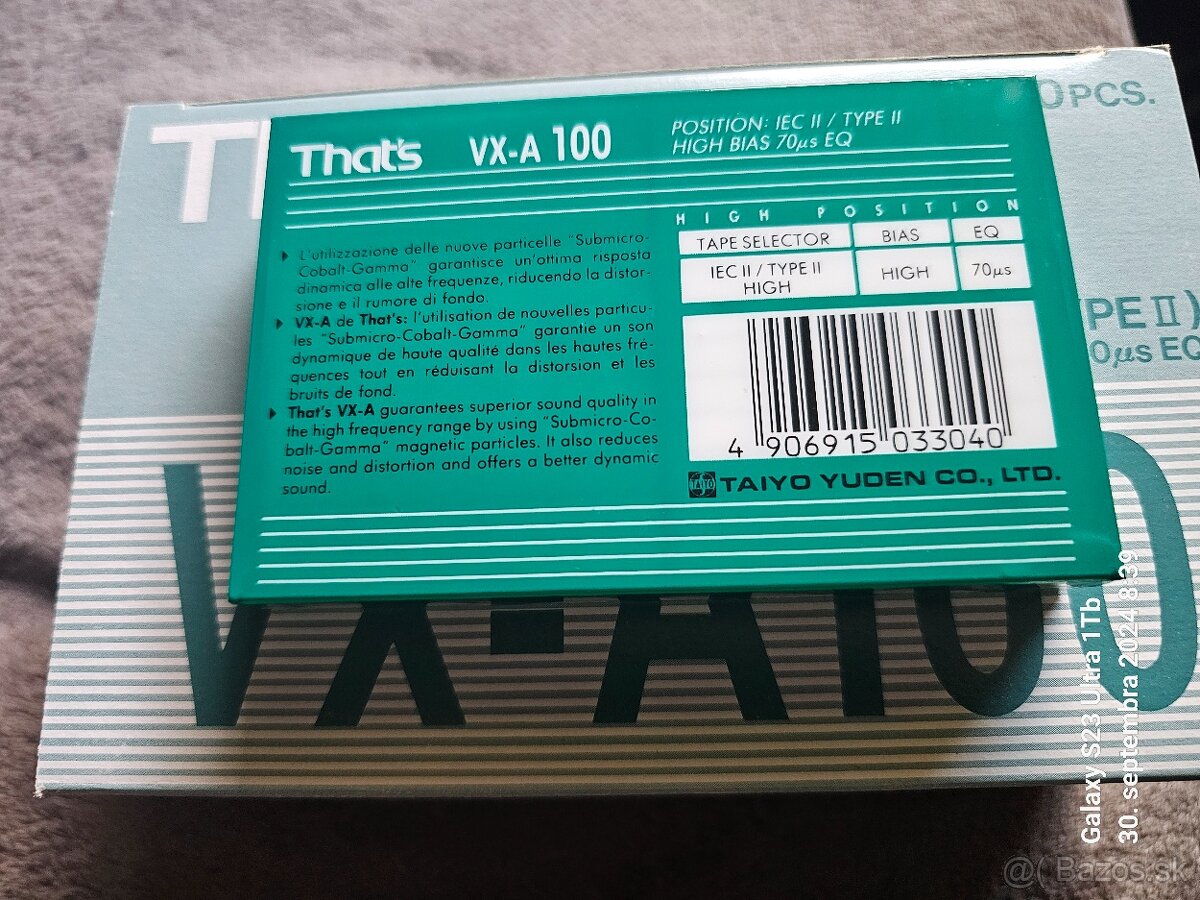 0PCS.
That's VX-A 100
POSITION: IEC II / TYPE II
HIGH BIAS 70µs EQ
HIGH POSITION
TAPE SELECTOR BIAS EQ
IEC II / TYPE II
HIGH HIGH 70µs
L'utilizzazione delle nuove particelle "Submicro-
Cobalt-Gamma" garantisce un'ottima risposta
dinamica alle alte frequenze, riducendo la distor-
sione e il rumore di fondo.
VX-A de That's: l'utilisation de nouvelles particu-
les "Submicro-Cobalt-Gamma" garantie un son
dynamique de haute qualité dans les hautes fré-
quences tout en réduisant la distorsion et les
bruits de fond.
That's VX-A guarantees superior sound quality in
the high frequency range by using "Submicro-Co-
balt-Gamma" magnetic particles. It also reduces
noise and distortion and offers a better dynamic
sound.
4 906915 033040
TAIYO YUDEN CO., LTD.
PE II)
0µs EQ
VX-A100
Galaxy S23 Ultra 1Tb
30. septembra 2024 8:39
@( Bazos.sk